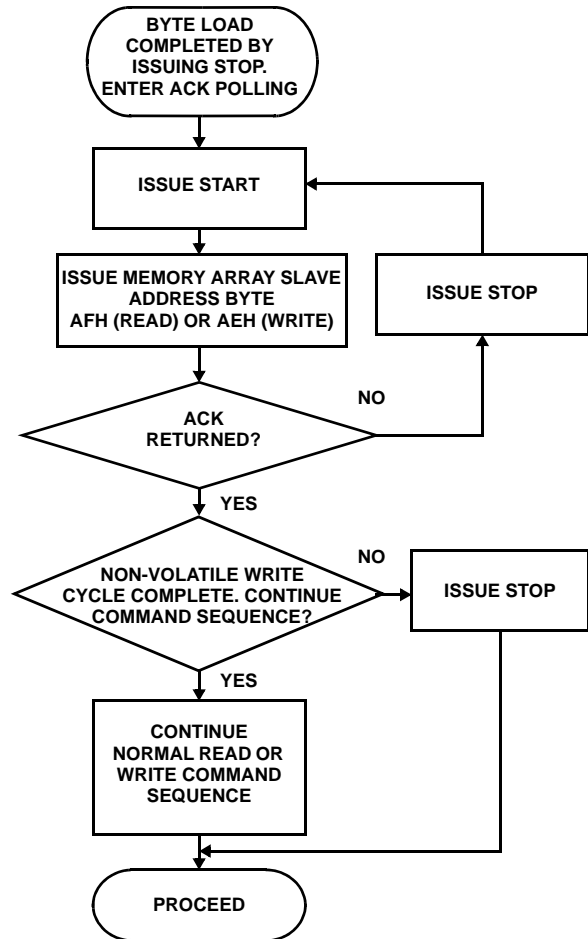 BYTE LOAD
COMPLETED BY
ISSUING STOP.
ENTER ACK POLLING
ISSUE START
ISSUE MEMORY ARRAY SLAVE
ADDRESS BYTE
AFH (READ) OR AEH (WRITE)
ISSUE STOP
ACK
RETURNED?
NO
YES
NON-VOLATILE WRITE
CYCLE COMPLETE. CONTINUE
COMMAND SEQUENCE?
NO
ISSUE STOP
YES
CONTINUE
NORMAL READ OR
WRITE COMMAND
SEQUENCE
PROCEED